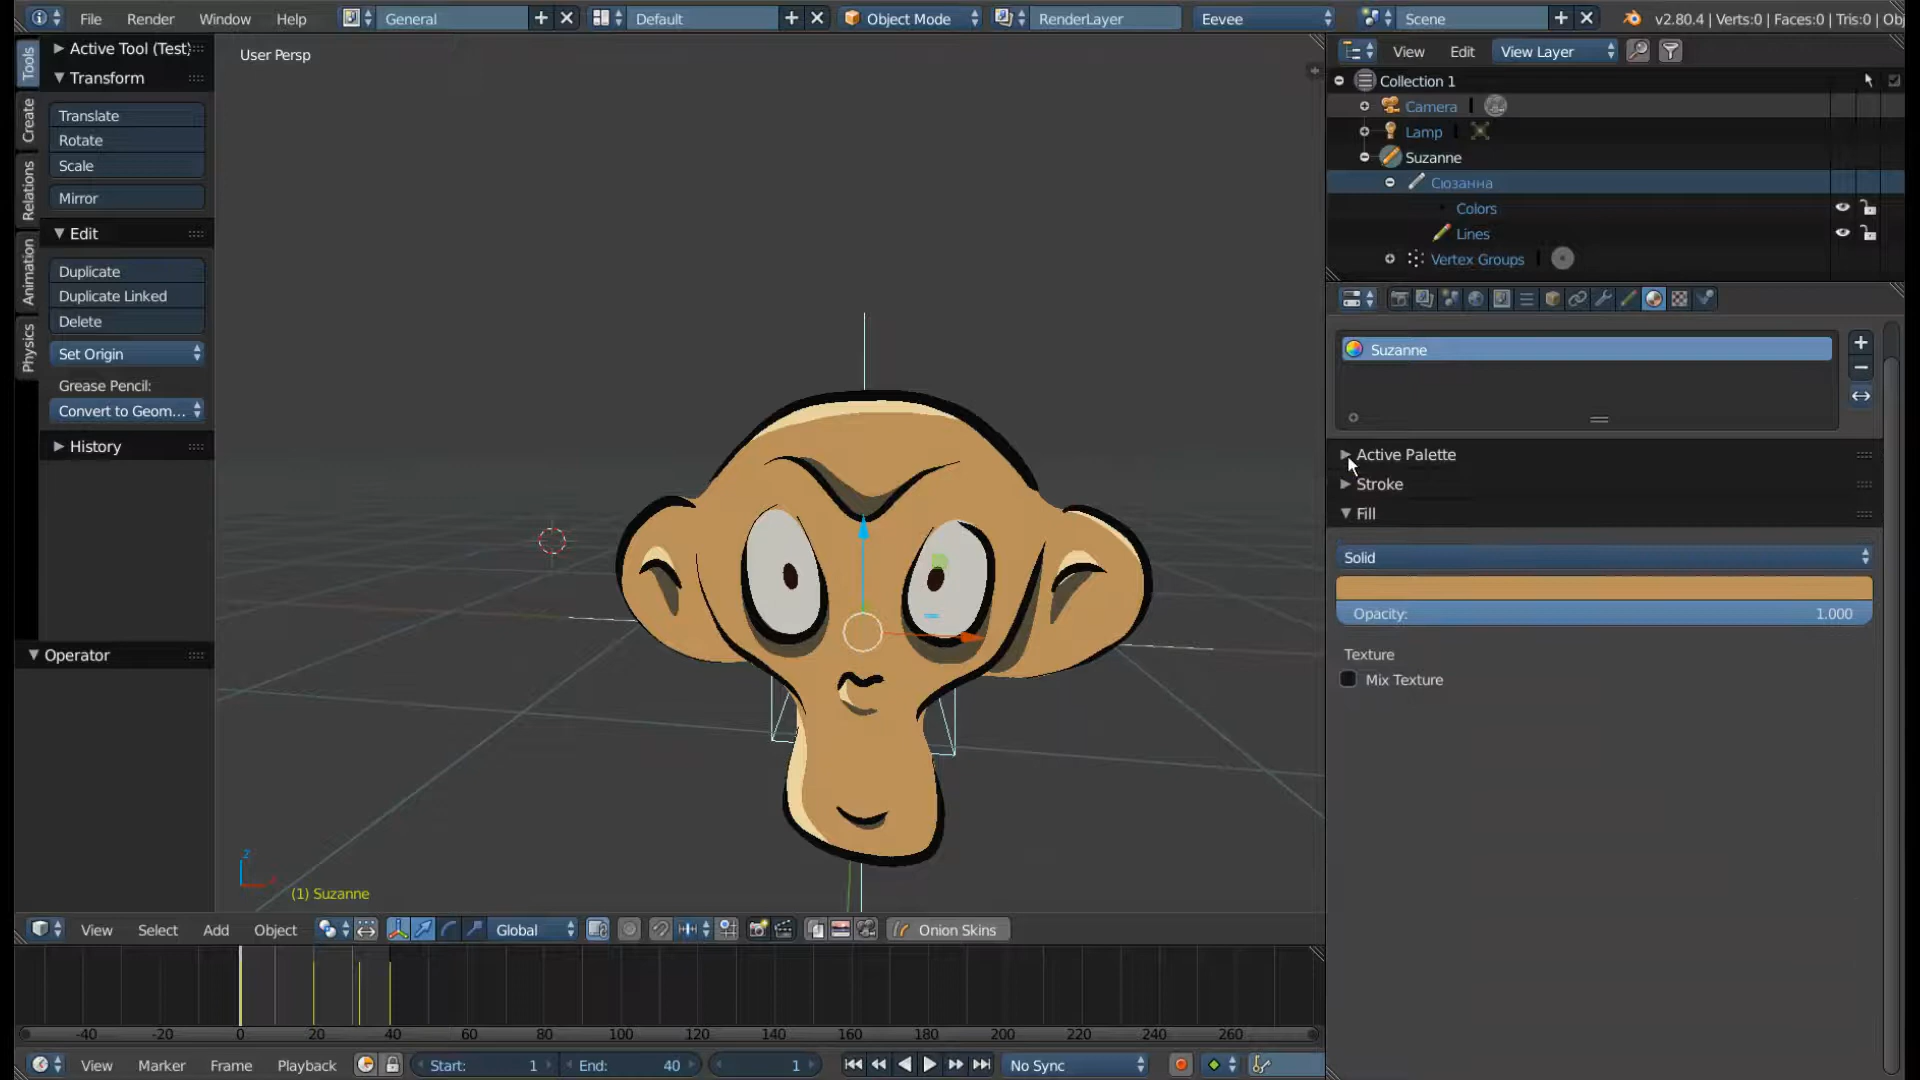 File Render Window Help General Default Object Mode RenderLayer Eevee Scene v2.80.4 | Verts:0 | Faces:0 | Tris:0 | Obj
Tools
Create
Relations
Animation
Physics
Active Tool (Test)
Transform
Translate
Rotate
Scale
Mirror
Edit
Duplicate
Duplicate Linked
Delete
Set Origin
Grease Pencil:
Convert to Geom...
History
Operator
User Persp
Z
(1) Suzanne
View Select Add Object Global Onion Skins
-40 -20 0 20 40 60 80 100 120 140 160 180 200 220 240 260
View Marker Frame Playback Start: 1 End: 40 1 No Sync
View Edit View Layer
Collection 1
Camera
Lamp
Suzanne
Сюзанна
Colors
Lines
Vertex Groups
Suzanne
Active Palette
Stroke
Fill
Solid
Opacity: 1.000
Texture
Mix Texture